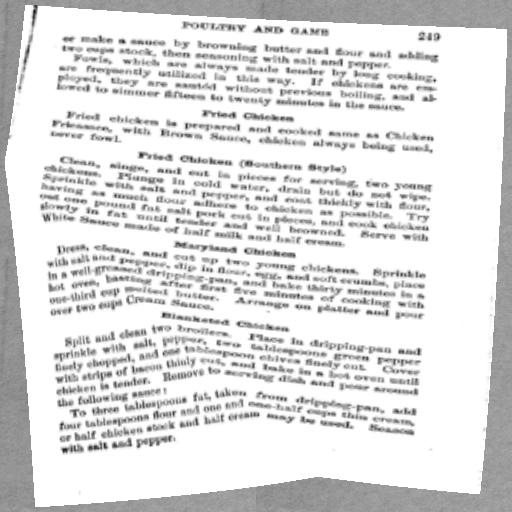 POULTRY AND GAME 249
or make a sauce by browning butter and flour and adding
two cups stock, then seasoning with salt and pepper.
Fowls, which are always made tender by long cooking,
are frequently utilized in this way. If chickens are em-
ployed, they are sautéd without previous boiling, and al-
lowed to simmer fifteen to twenty minutes in the sauce.
Fried Chicken
Fried chicken is prepared and cooked same as Chicken
Fricassee, with Brown Sauce, chicken always being used,
never fowl.
Fried Chicken (Southern Style)
Clean, singe, and cut in pieces for serving, two young
chickens. Plunge in cold water, drain but do not wipe.
Sprinkle with salt and pepper, and coat thickly with flour,
having as much flour adhere to chicken as possible. Try
out one pound fat salt pork cut in pieces, and cook chicken
slowly in fat until tender and well browned. Serve with
White Sauce made of half milk and half cream.
Maryland Chicken
Dress, clean, and cut up two young chickens. Sprinkle
with salt and pepper, dip in flour, egg, and soft crumbs, place
in a well-greased dripping-pan, and bake thirty minutes in a
hot oven, basting after first five minutes of cooking with
one-third cup melted butter. Arrange on platter and pour
over two cups Cream Sauce.
Blanketed Chicken
Split and clean two broilers. Place in dripping-pan and
sprinkle with salt, pepper, two tablespoons green pepper
finely chopped, and one tablespoon chives finely cut. Cover
with strips of bacon thinly cut, and bake in a hot oven until
chicken is tender. Remove to serving dish and pour around
the following sauce:
To three tablespoons fat, taken from dripping-pan, add
four tablespoons flour and one and one-half cups thin cream,
or half chicken stock and half cream may be used. Season
with salt and pepper.